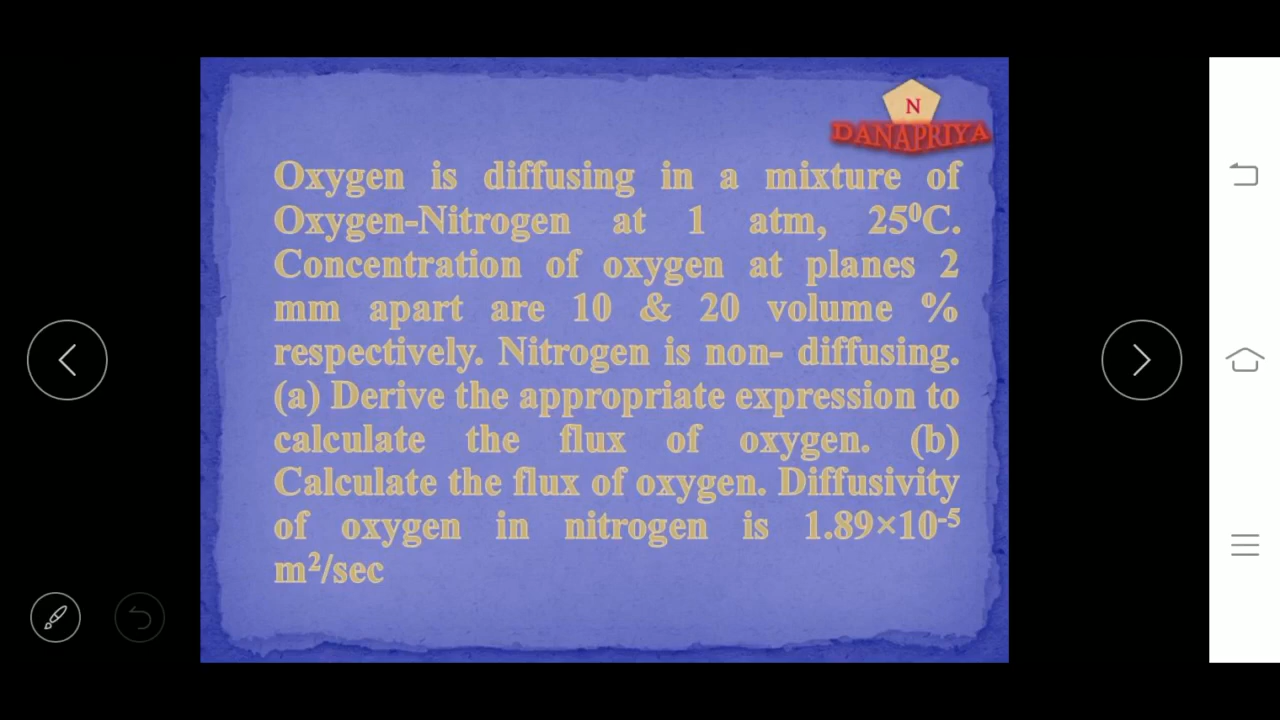 N
DANAPRIYA
Oxygen is diffusing in a mixture of
Oxygen-Nitrogen at 1 atm, 25⁰C.
Concentration of oxygen at planes 2
mm apart are 10 & 20 volume %
respectively. Nitrogen is non- diffusing.
(a) Derive the appropriate expression to
calculate the flux of oxygen. (b)
Calculate the flux of oxygen. Diffusivity
of oxygen in nitrogen is 1.89×10⁻⁵
m²/sec